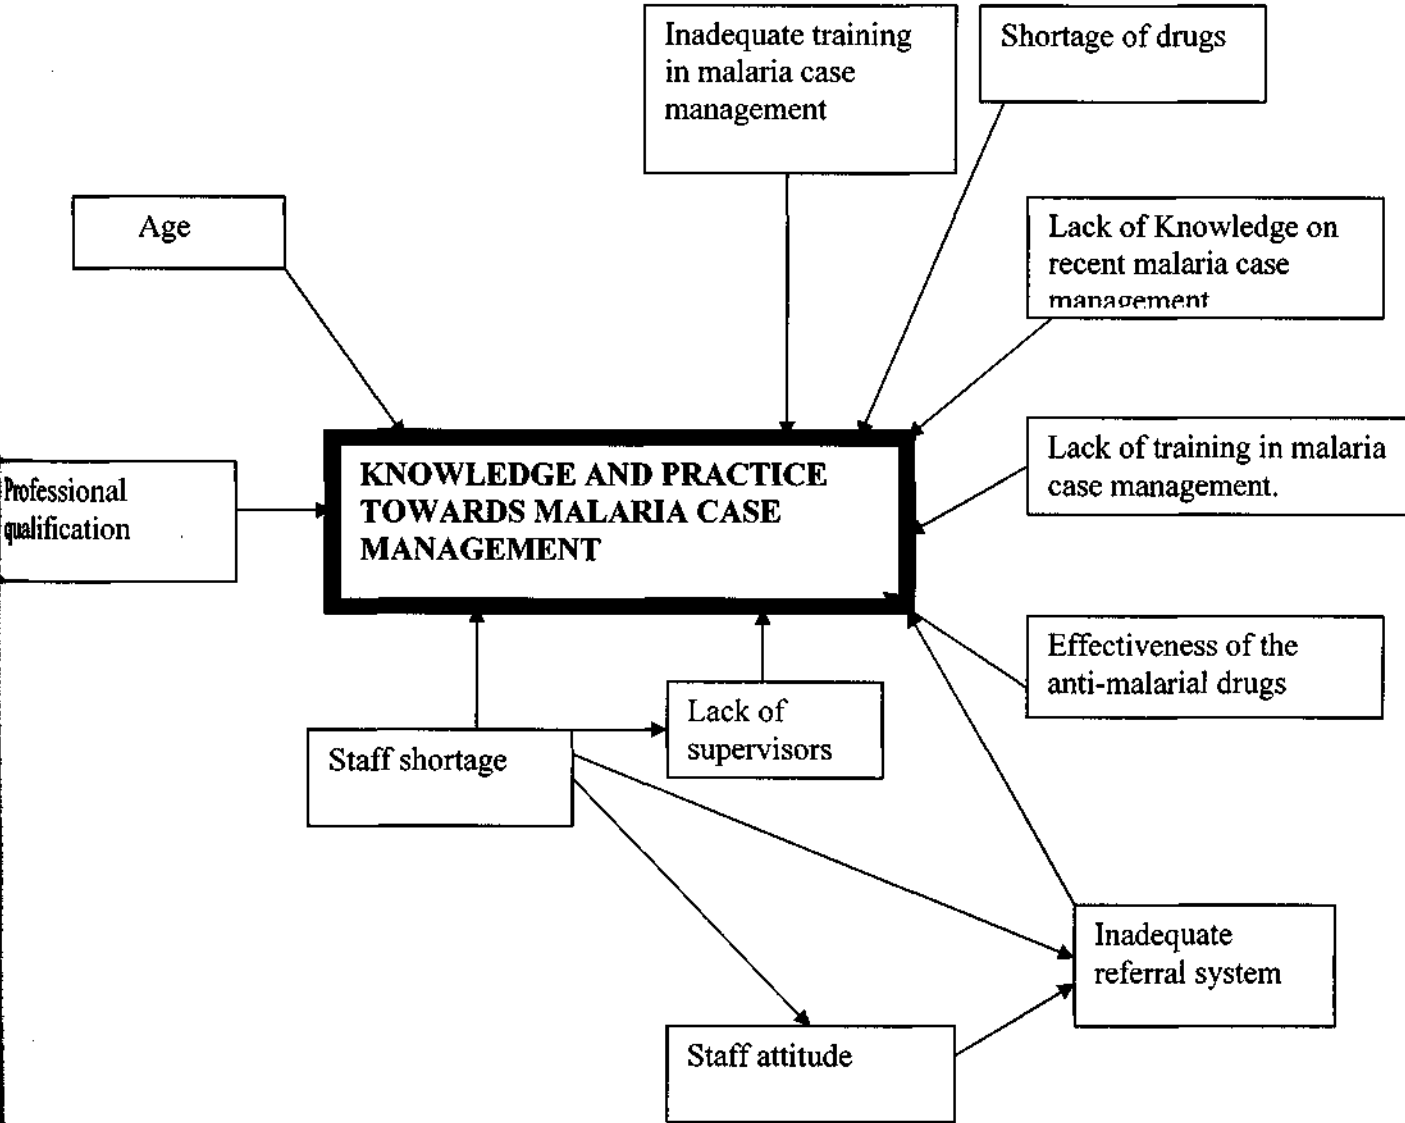 Inadequate training
in malaria case
management
Shortage of drugs
Age
Lack of Knowledge on
recent malaria case
management
KNOWLEDGE AND PRACTICE
TOWARDS MALARIA CASE
MANAGEMENT
Lack of training in malaria
case management.
Professional
qualification
Effectiveness of the
anti-malarial drugs
Lack of
supervisors
Staff shortage
Inadequate
referral system
Staff attitude